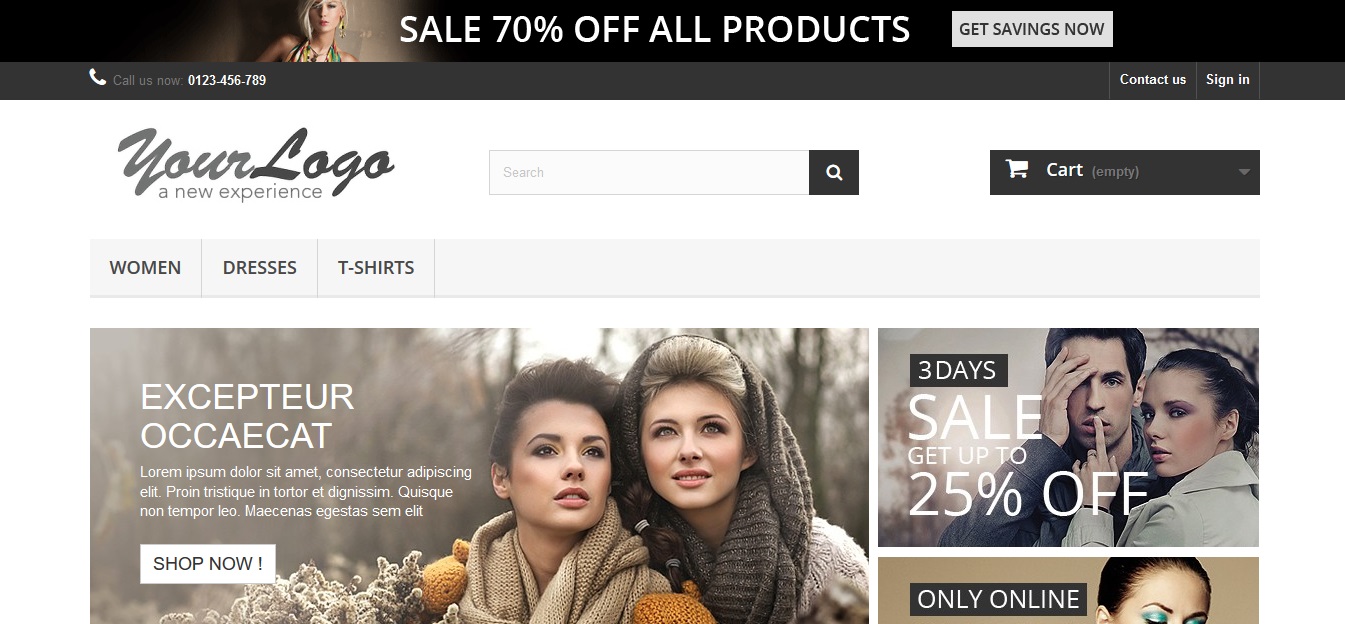 SALE 70% OFF ALL PRODUCTS
GET SAVINGS NOW
Call us now: 0123-456-789
Contact us
Sign in
YourLogo
a new experience
Search
Cart (empty)
WOMEN
DRESSES
T-SHIRTS
EXCEPTEUR
OCCAECAT
Lorem ipsum dolor sit amet, consectetur adipiscing
elit. Proin tristique in tortor et dignissim. Quisque
non tempor leo. Maecenas egestas sem elit
SHOP NOW !
3 DAYS
SALE
GET UP TO
25% OFF
ONLY ONLINE